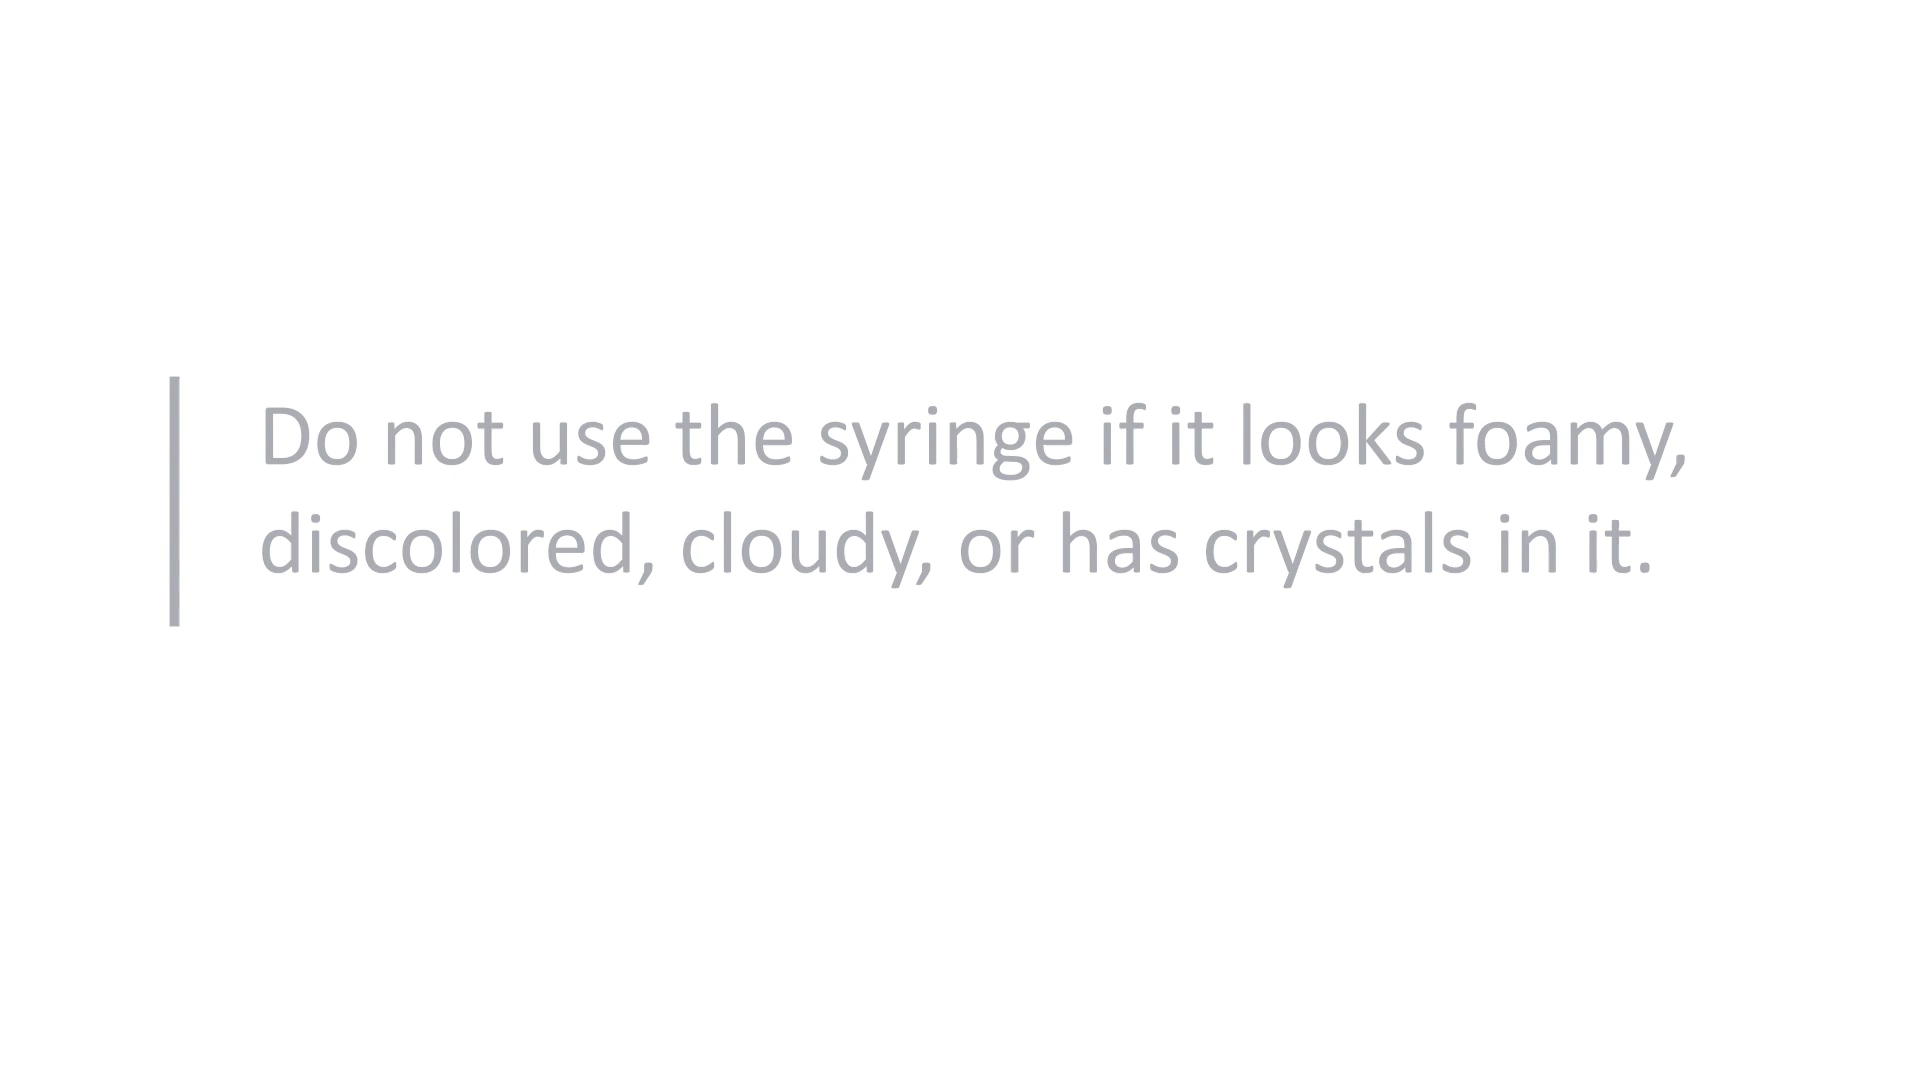 Do not use the syringe if it looks foamy,
discolored, cloudy, or has crystals in it.